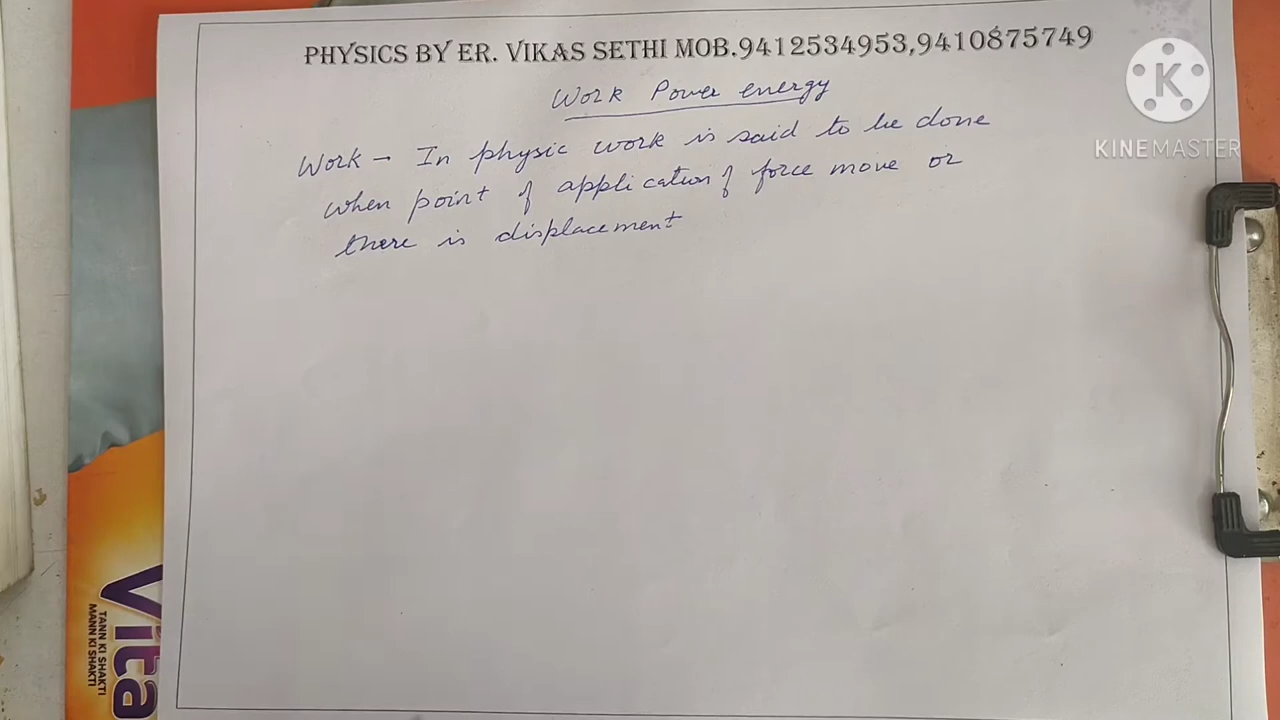 PHYSICS BY ER. VIKAS SETHI MOB.9412534953,9410875749
Work Power energy
Work → In physic work is said to be done
when point of application of force move or
there is displacement
KINEMASTER
Vita
TANN KI SHAKTI
MANN KI SHAKTI